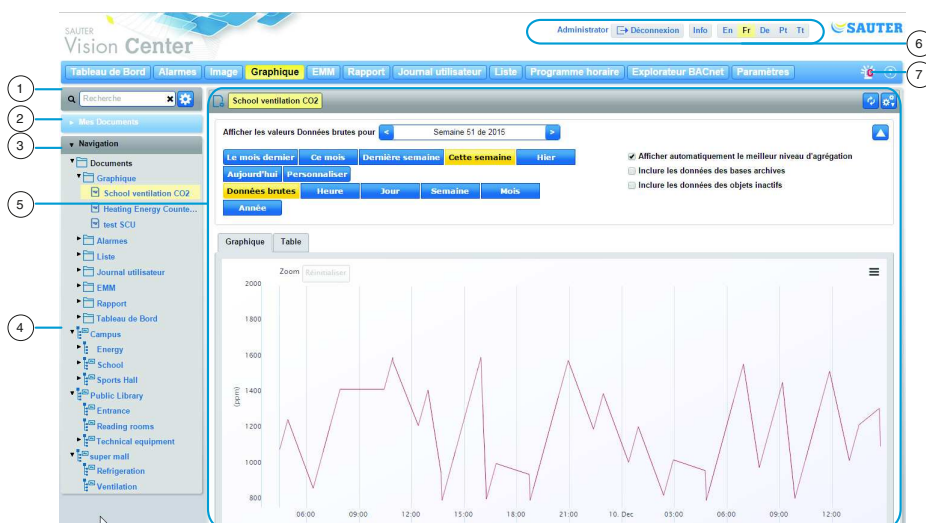 SAUTER
Vision Center
Administrator Déconnexion Info En Fr De Pt Tt
SAUTER
6
Tableau de Bord Alarmes Image Graphique EMM Rapport Journal utilisateur Liste Programme horaire Explorateur BACnet Paramètres
7
1
Recherche
School ventilation CO2
2
Mes Documents
3
Navigation
Documents
Graphique
School ventilation CO2
Heating Energy Counte...
test SCU
Alarmes
Liste
Journal utilisateur
EMM
Rapport
Tableau de Bord
4
Campus
Energy
School
Sports Hall
Public Library
Entrance
Reading rooms
Technical equipment
super mall
Refrigeration
Ventilation
5
Afficher les valeurs Données brutes pour < Semaine 51 de 2015 >
Le mois dernier Ce mois Dernière semaine Cette semaine Hier
Aujourd'hui Personnaliser
Données brutes Heure Jour Semaine Mois
Année
Afficher automatiquement le meilleur niveau d'agrégation
Inclure les données des bases archives
Inclure les données des objets inactifs
Graphique Table
Zoom Réinitialiser
2000
1800
1600
1400
1200
1000
800
(ppm)
06:00 09:00 12:00 15:00 18:00 21:00 10. Dec 03:00 06:00 09:00 12:00